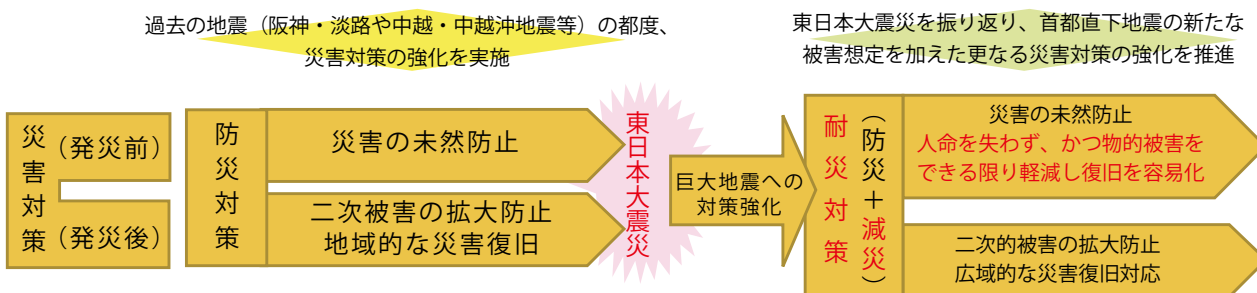 過去の地震（阪神・淡路や中越・中越沖地震等）の都度、
災害対策の強化を実施
東日本大震災を振り返り、首都直下地震の新たな
被害想定を加えた更なる災害対策の強化を推進
災害対策
（発災前）
（発災後）
防災対策
災害の未然防止
二次被害の拡大防止
地域的な災害復旧
東日本大震災
巨大地震への
対策強化
耐災対策
（防災＋減災）
災害の未然防止
人命を失わず、かつ物的被害を
できる限り軽減し復旧を容易化
二次的被害の拡大防止
広域的な災害復旧対応